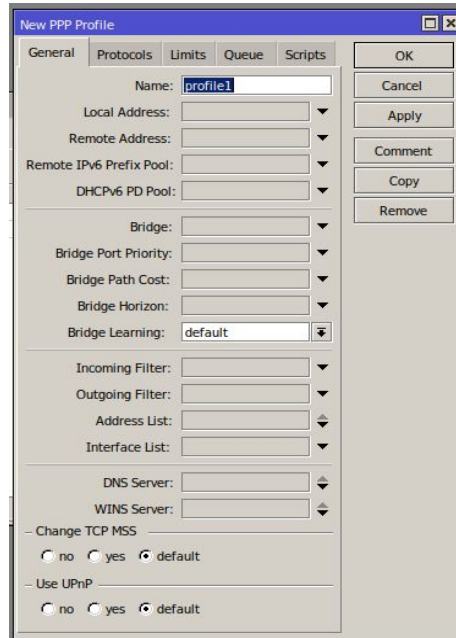 New PPP Profile
General Protocols Limits Queue Scripts
OK
Cancel
Apply
Comment
Copy
Remove
Name: profile1
Local Address:
Remote Address:
Remote IPv6 Prefix Pool:
DHCPv6 PD Pool:
Bridge:
Bridge Port Priority:
Bridge Path Cost:
Bridge Horizon:
Bridge Learning: default
Incoming Filter:
Outgoing Filter:
Address List:
Interface List:
DNS Server:
WINS Server:
Change TCP MSS
no yes default
Use UPnP
no yes default